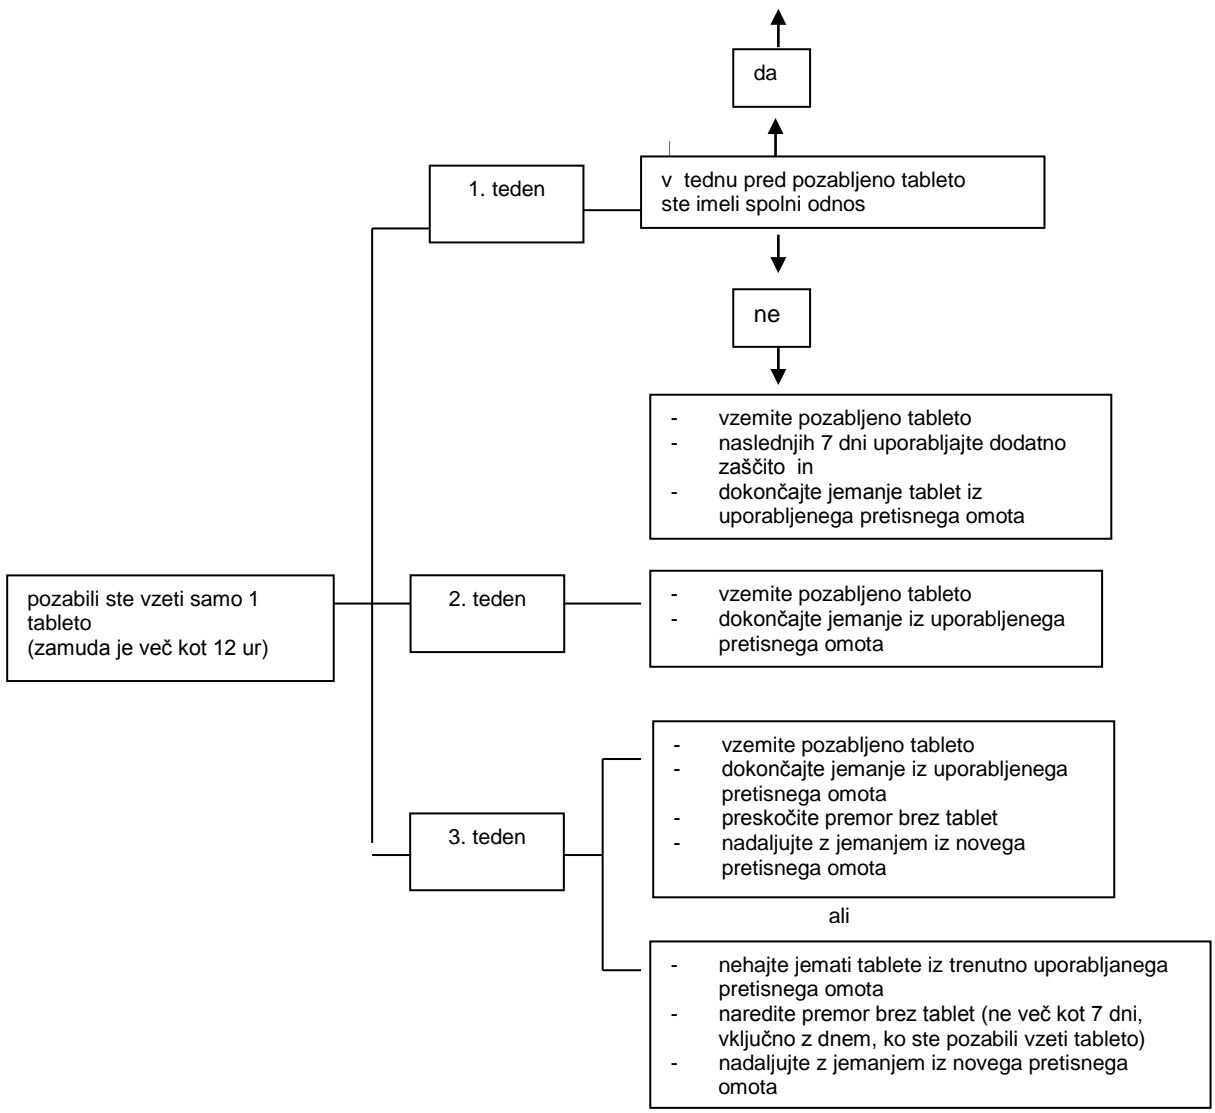 da
1. teden
v tednu pred pozabljeno tableto
ste imeli spolni odnos
ne
- vzemite pozabljeno tableto
- naslednjih 7 dni uporabljajte dodatno
zaščito in
- dokončajte jemanje tablet iz
uporabljenega pretisnega omota
pozabili ste vzeti samo 1
tableto
(zamuda je več kot 12 ur)
2. teden
- vzemite pozabljeno tableto
- dokončajte jemanje iz uporabljenega
pretisnega omota
3. teden
- vzemite pozabljeno tableto
- dokončajte jemanje iz uporabljenega
pretisnega omota
- preskočite premor brez tablet
- nadaljujte z jemanjem iz novega
pretisnega omota
ali
- nehajte jemati tablete iz trenutno uporabljanega
pretisnega omota
- naredite premor brez tablet (ne več kot 7 dni,
vključno z dnem, ko ste pozabili vzeti tableto)
- nadaljujte z jemanjem iz novega pretisnega
omota